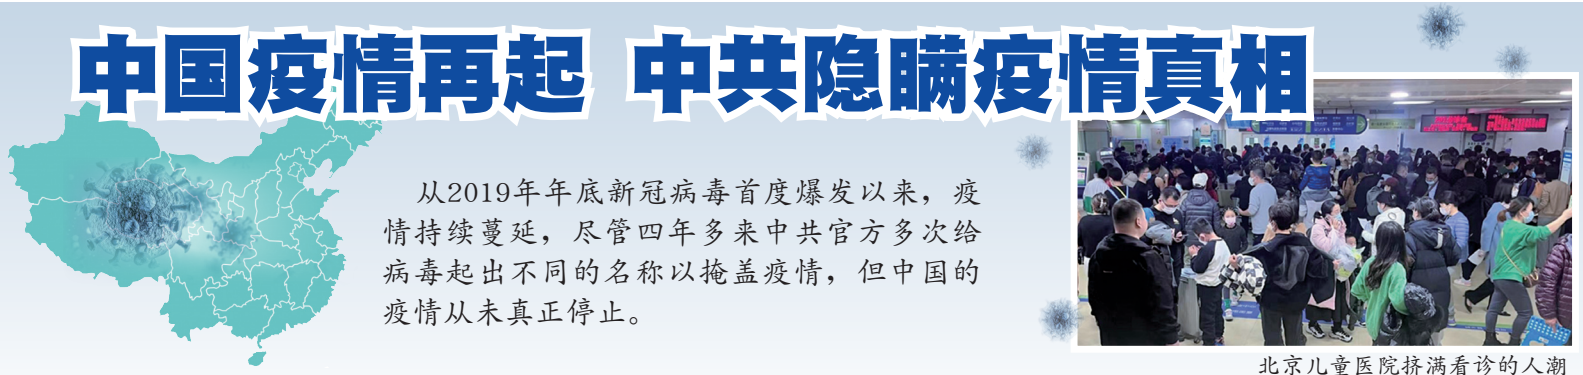 中国疫情再起 中共隐瞒疫情真相
从2019年年底新冠病毒首度爆发以来，疫
情持续蔓延，尽管四年多来中共官方多次给
病毒起出不同的名称以掩盖疫情，但中国的
疫情从未真正停止。
北京儿童医院挤满看诊的人潮